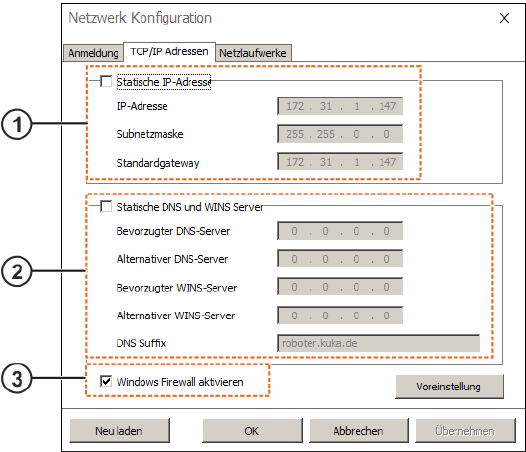 Netzwerk Konfiguration X
Anmeldung TCP/IP Adressen Netzlaufwerke
1
Statische IP-Adresse
IP-Adresse 172 . 31 . 1 . 147
Subnetzmaske 255 . 255 . 0 . 0
Standardgateway 172 . 31 . 1 . 147
2
Statische DNS und WINS Server
Bevorzugter DNS-Server 0 . 0 . 0 . 0
Alternativer DNS-Server 0 . 0 . 0 . 0
Bevorzugter WINS-Server 0 . 0 . 0 . 0
Alternativer WINS-Server 0 . 0 . 0 . 0
DNS Suffix roboter.kuka.de
3
Windows Firewall aktivieren
Voreinstellung
Neu laden OK Abbrechen Übernehmen